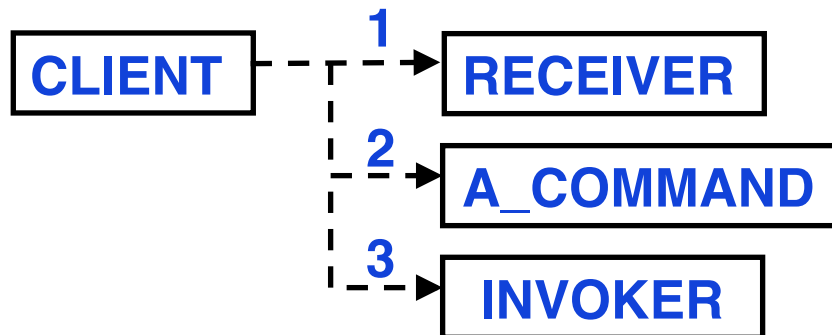 1
CLIENT
RECEIVER
2
A_COMMAND
3
INVOKER